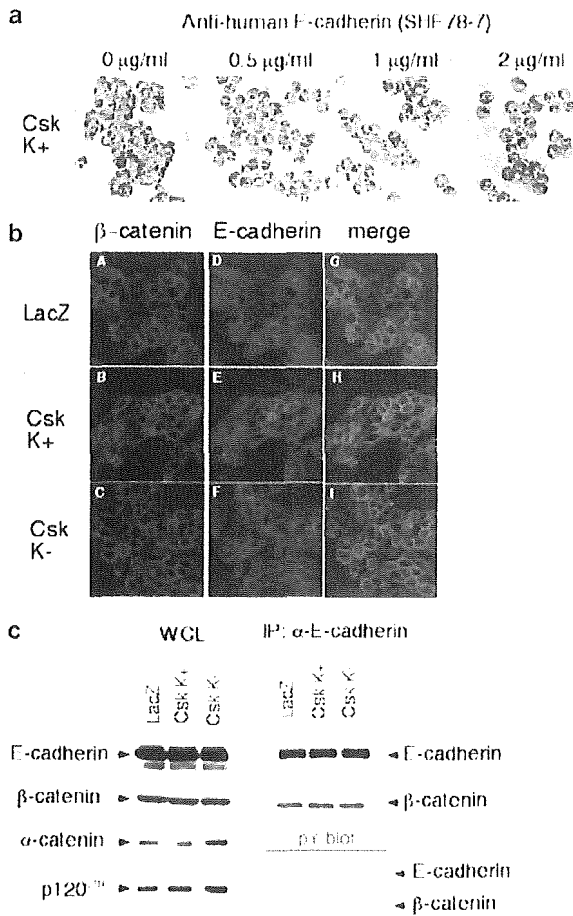 a
Anti-human E-cadherin (SHE 78-7)
0 µg/ml 0.5 µg/ml 1 µg/ml 2 µg/ml
Csk
K+
b
β-catenin E-cadherin merge
LacZ
A D G
Csk
K+
B E H
Csk
K-
C F I
c
WCL IP: α-E-cadherin
LacZ Csk K+ Csk K- LacZ Csk K+ Csk K-
E-cadherin E-cadherin
β-catenin β-catenin
α-catenin pY blot
E-cadherin
p120
β-catenin